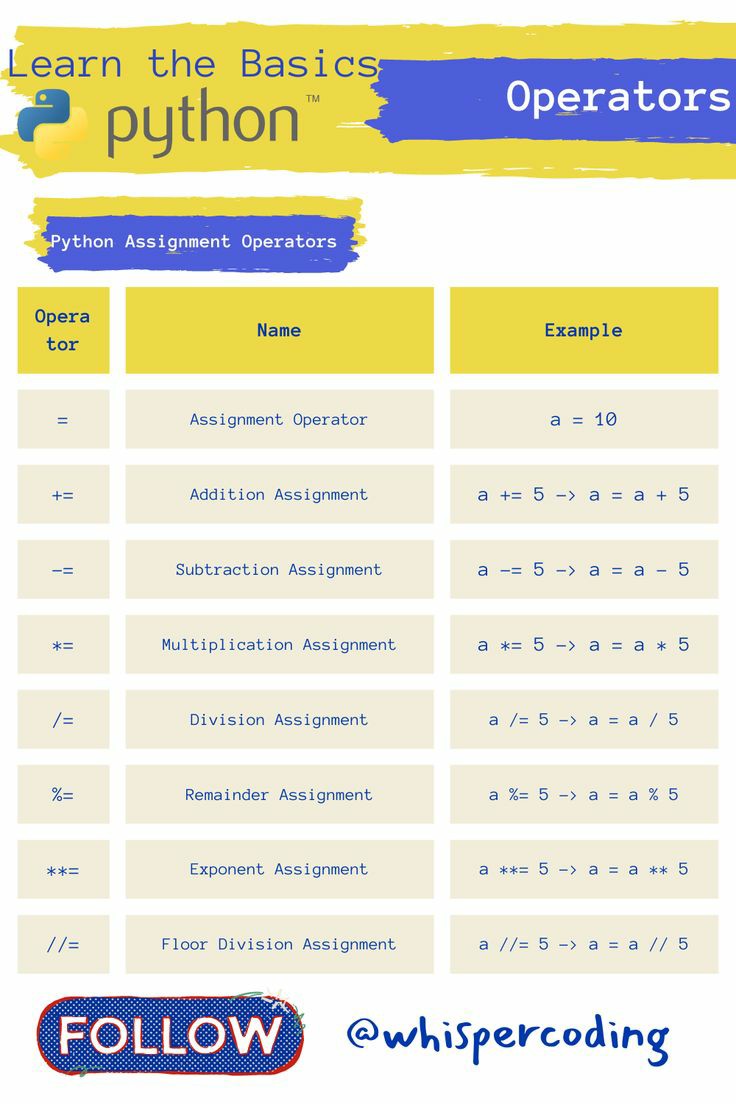 Learn the Basics
python™
Operators
Python Assignment Operators
Opera
tor
Name
Example
= Assignment Operator a = 10
+= Addition Assignment a += 5 -> a = a + 5
-= Subtraction Assignment a -= 5 -> a = a - 5
*= Multiplication Assignment a *= 5 -> a = a * 5
/= Division Assignment a /= 5 -> a = a / 5
%= Remainder Assignment a %= 5 -> a = a % 5
**= Exponent Assignment a **= 5 -> a = a ** 5
//= Floor Division Assignment a //= 5 -> a = a // 5
FOLLOW @whispercoding